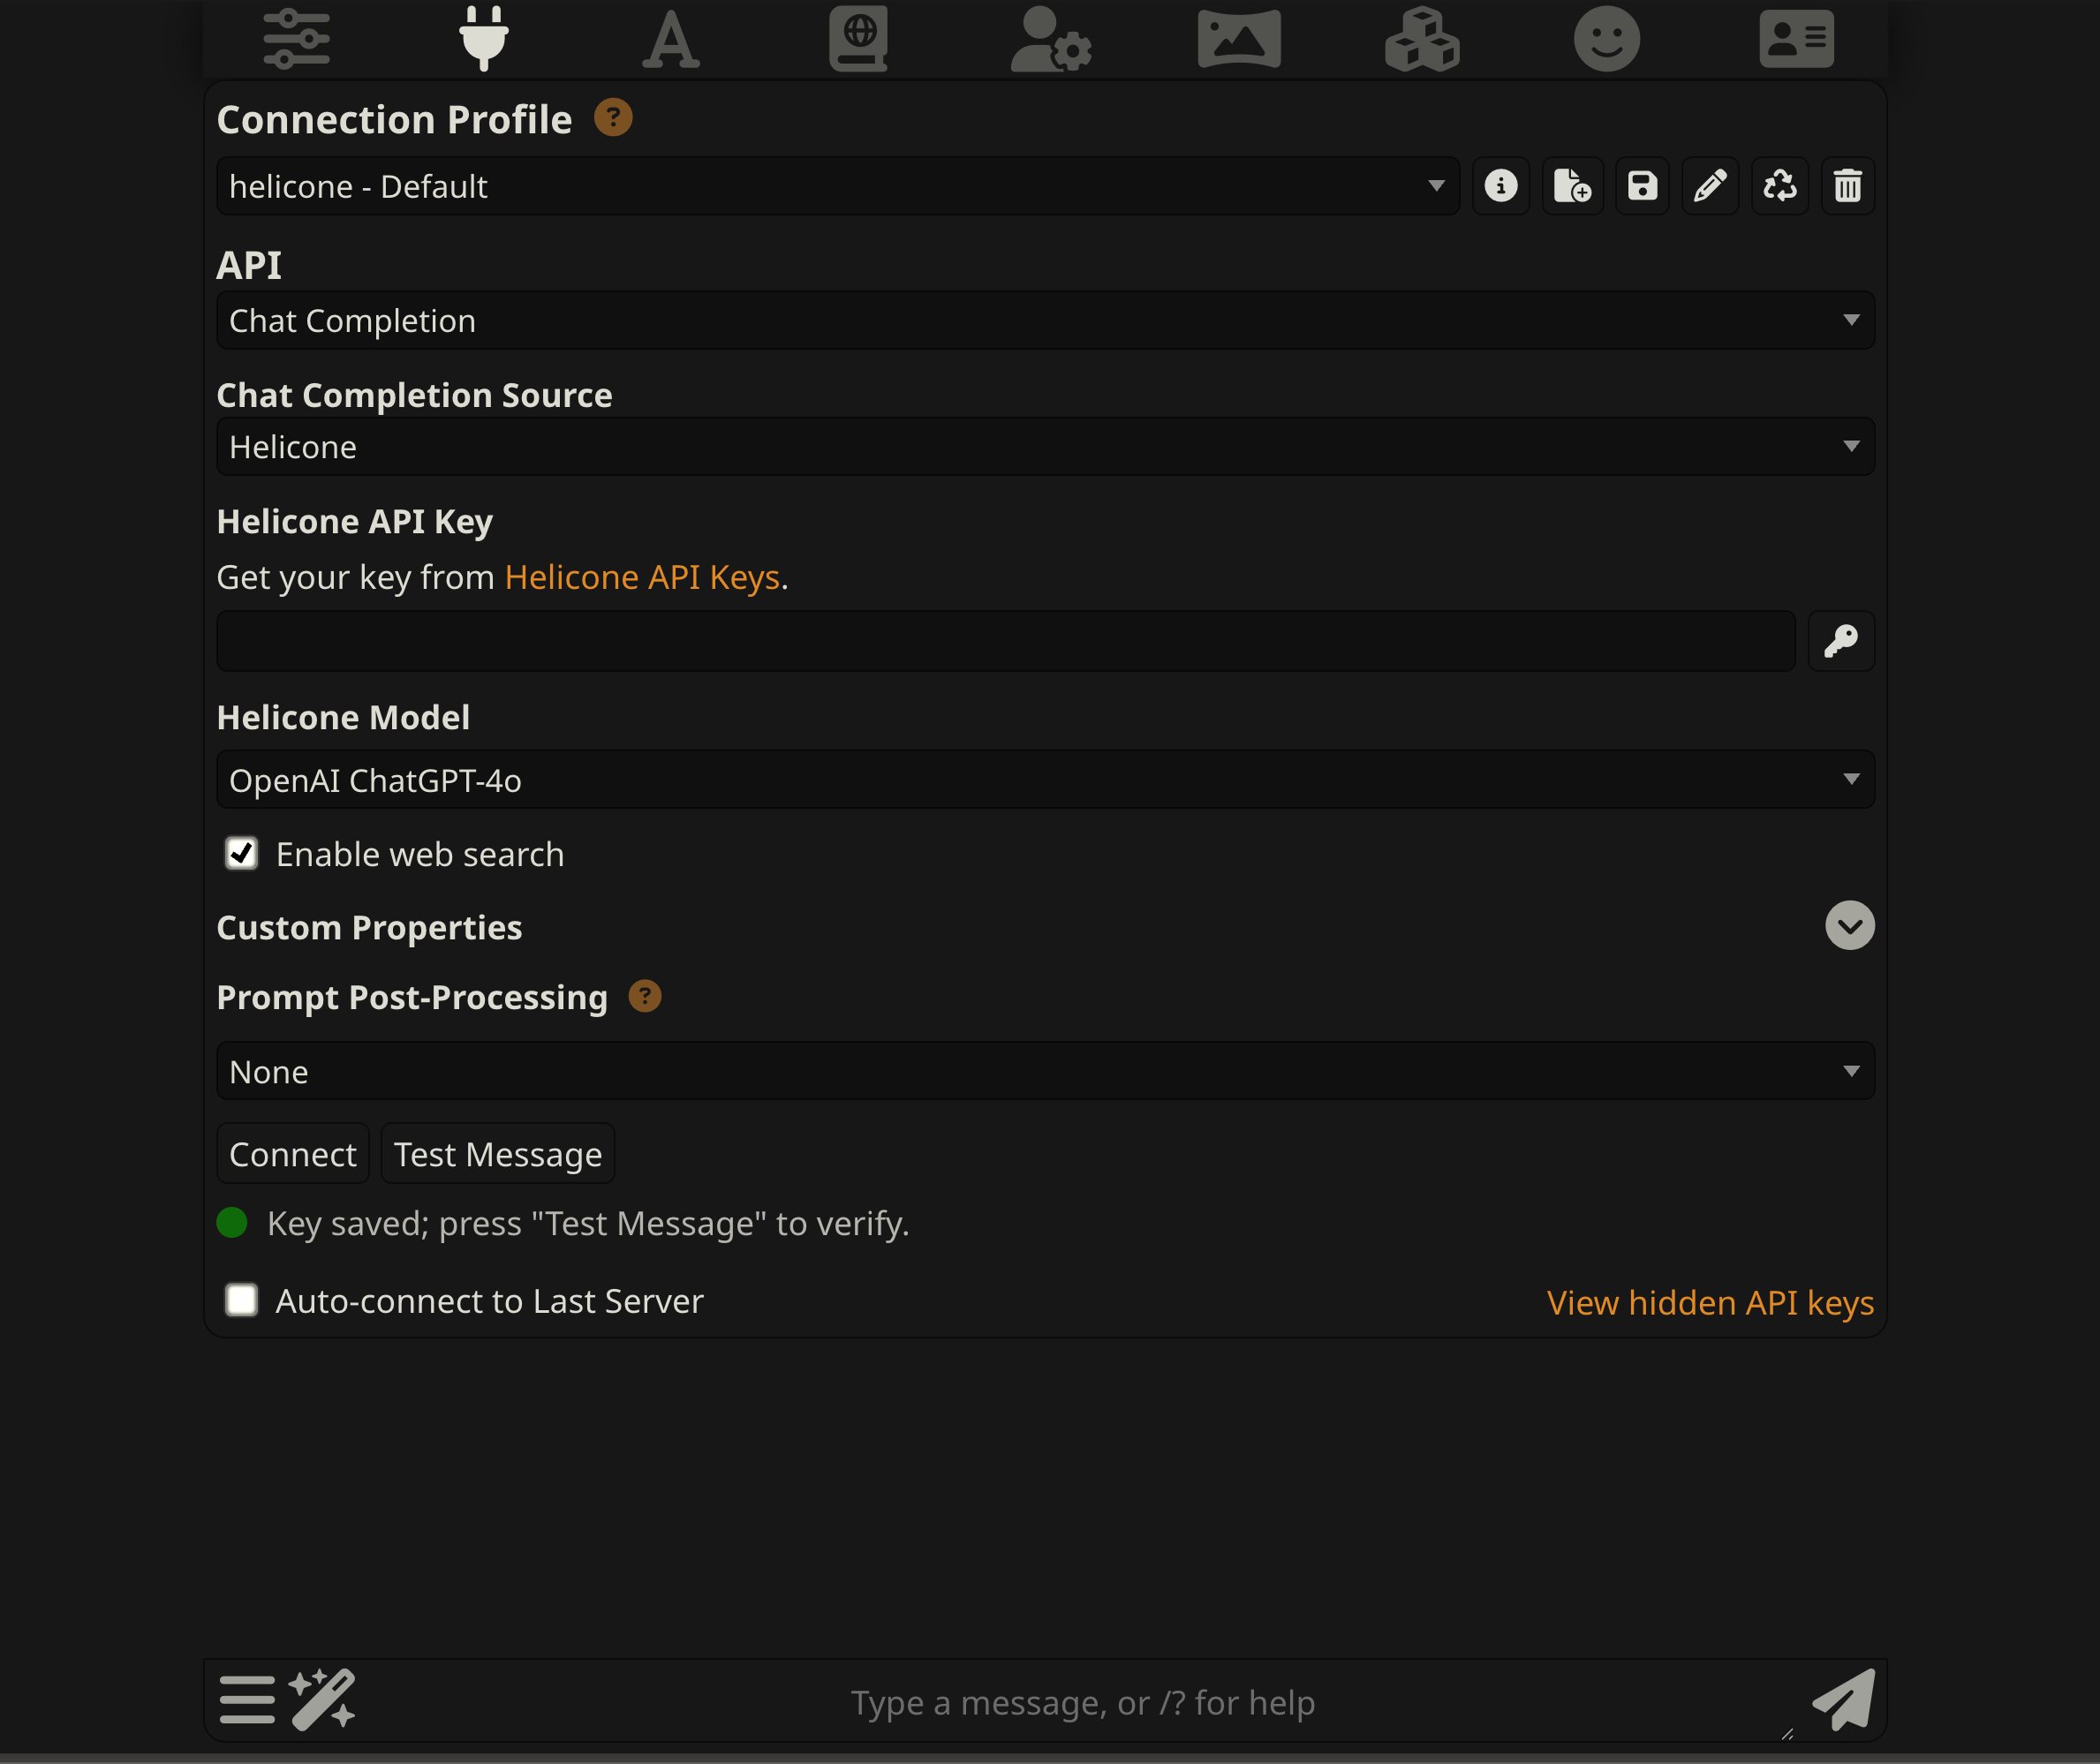 Connection Profile ?
helicone - Default
API
Chat Completion
Chat Completion Source
Helicone
Helicone API Key
Get your key from Helicone API Keys.
Helicone Model
OpenAI ChatGPT-4o
Enable web search
Custom Properties
Prompt Post-Processing ?
None
Connect Test Message
Key saved; press "Test Message" to verify.
Auto-connect to Last Server View hidden API keys
Type a message, or /? for help